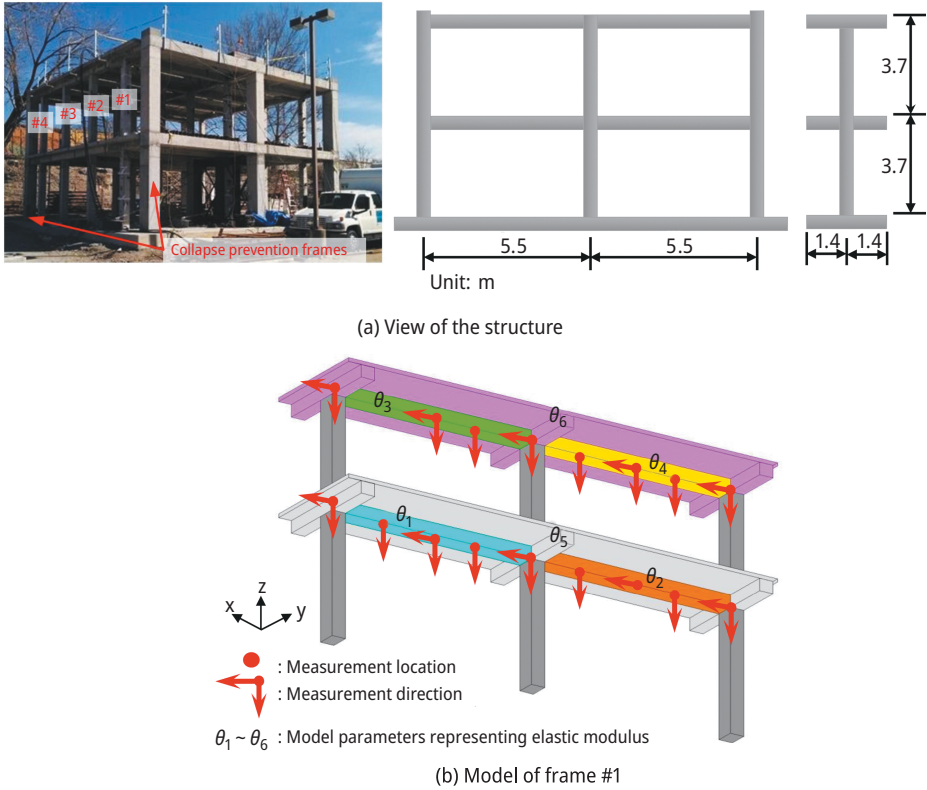 #1
#2
#3
#4
Collapse prevention frames
3.7
3.7
5.5
5.5
1.4
1.4
Unit: m
(a) View of the structure
θ3
θ6
θ4
θ1
θ5
θ2
z
x
y
: Measurement location
: Measurement direction
θ1 ~ θ6 : Model parameters representing elastic modulus
(b) Model of frame #1